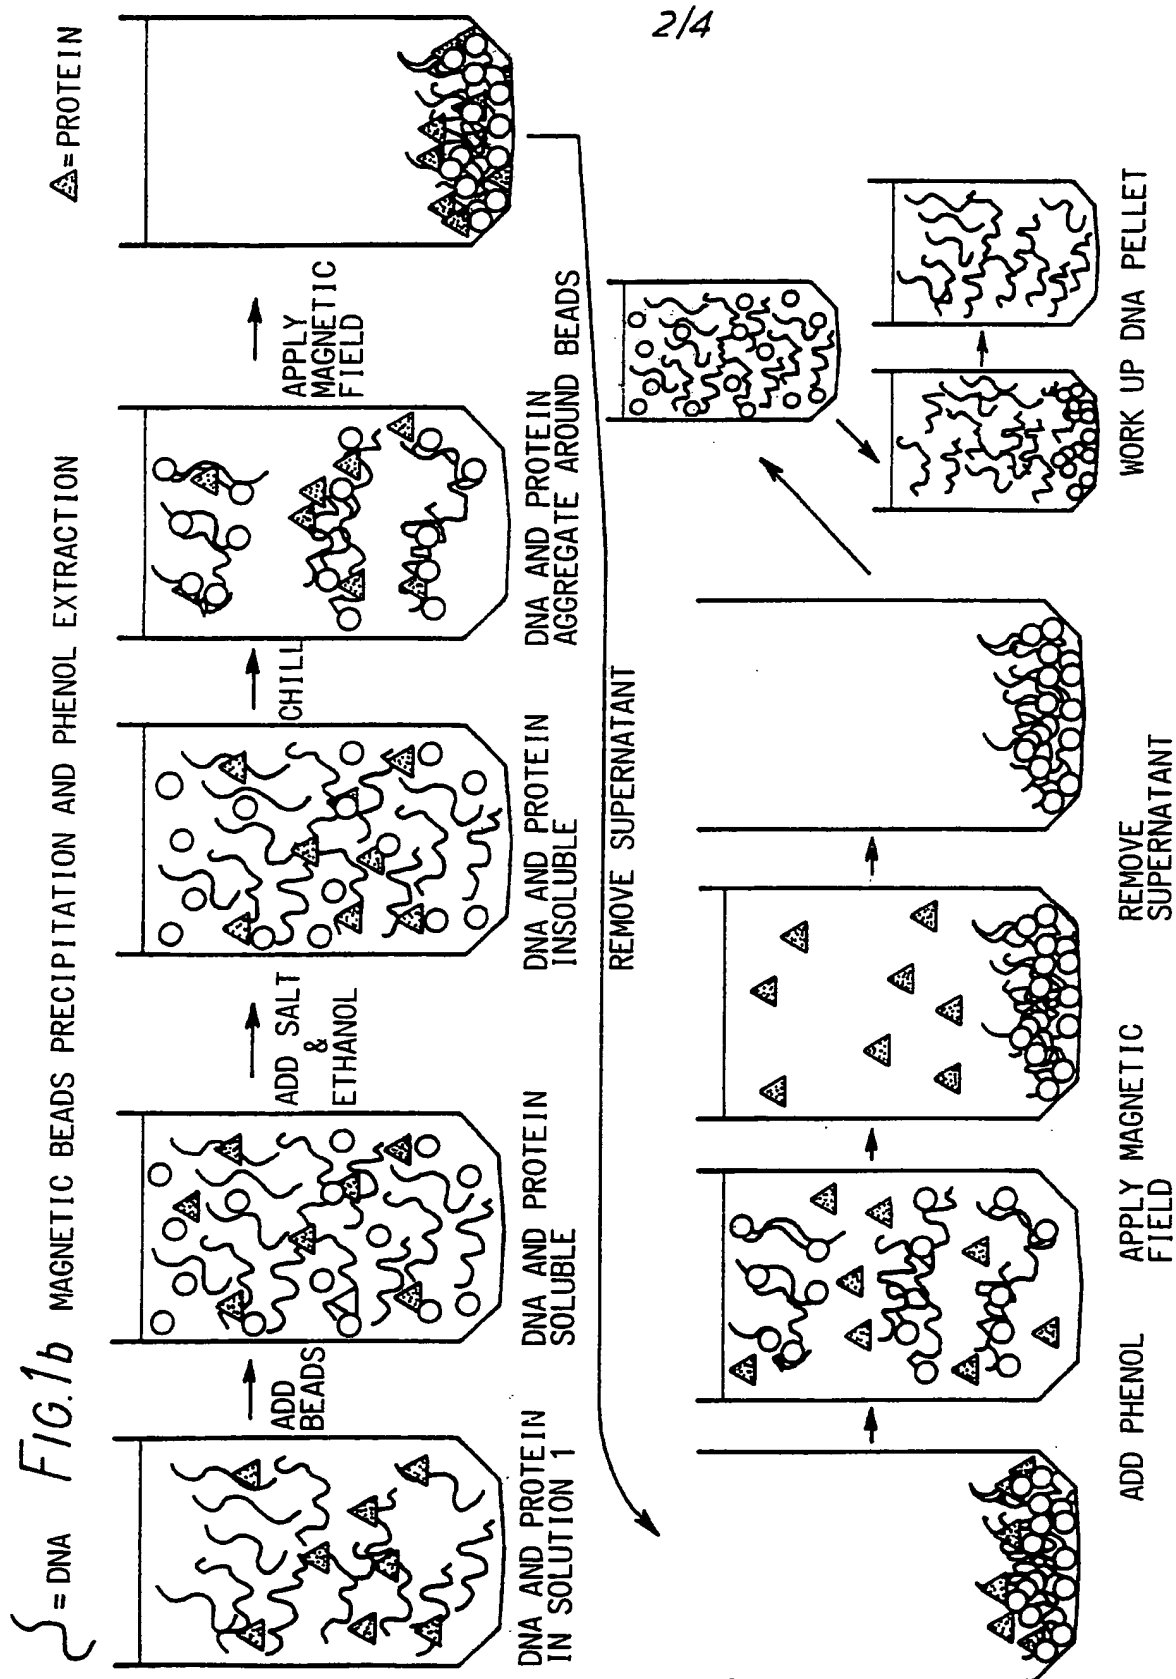 2/4
= DNA
FIG. 1b
MAGNETIC BEADS PRECIPITATION AND PHENOL EXTRACTION
= PROTEIN
ADD
BEADS
ADD SALT
&
ETHANOL
CHILL
APPLY
MAGNETIC
FIELD
DNA AND PROTEIN
IN SOLUTION 1
DNA AND PROTEIN
SOLUBLE
DNA AND PROTEIN
INSOLUBLE
DNA AND PROTEIN
AGGREGATE AROUND BEADS
REMOVE SUPERNATANT
ADD PHENOL
APPLY MAGNETIC
FIELD
REMOVE
SUPERNATANT
WORK UP DNA PELLET